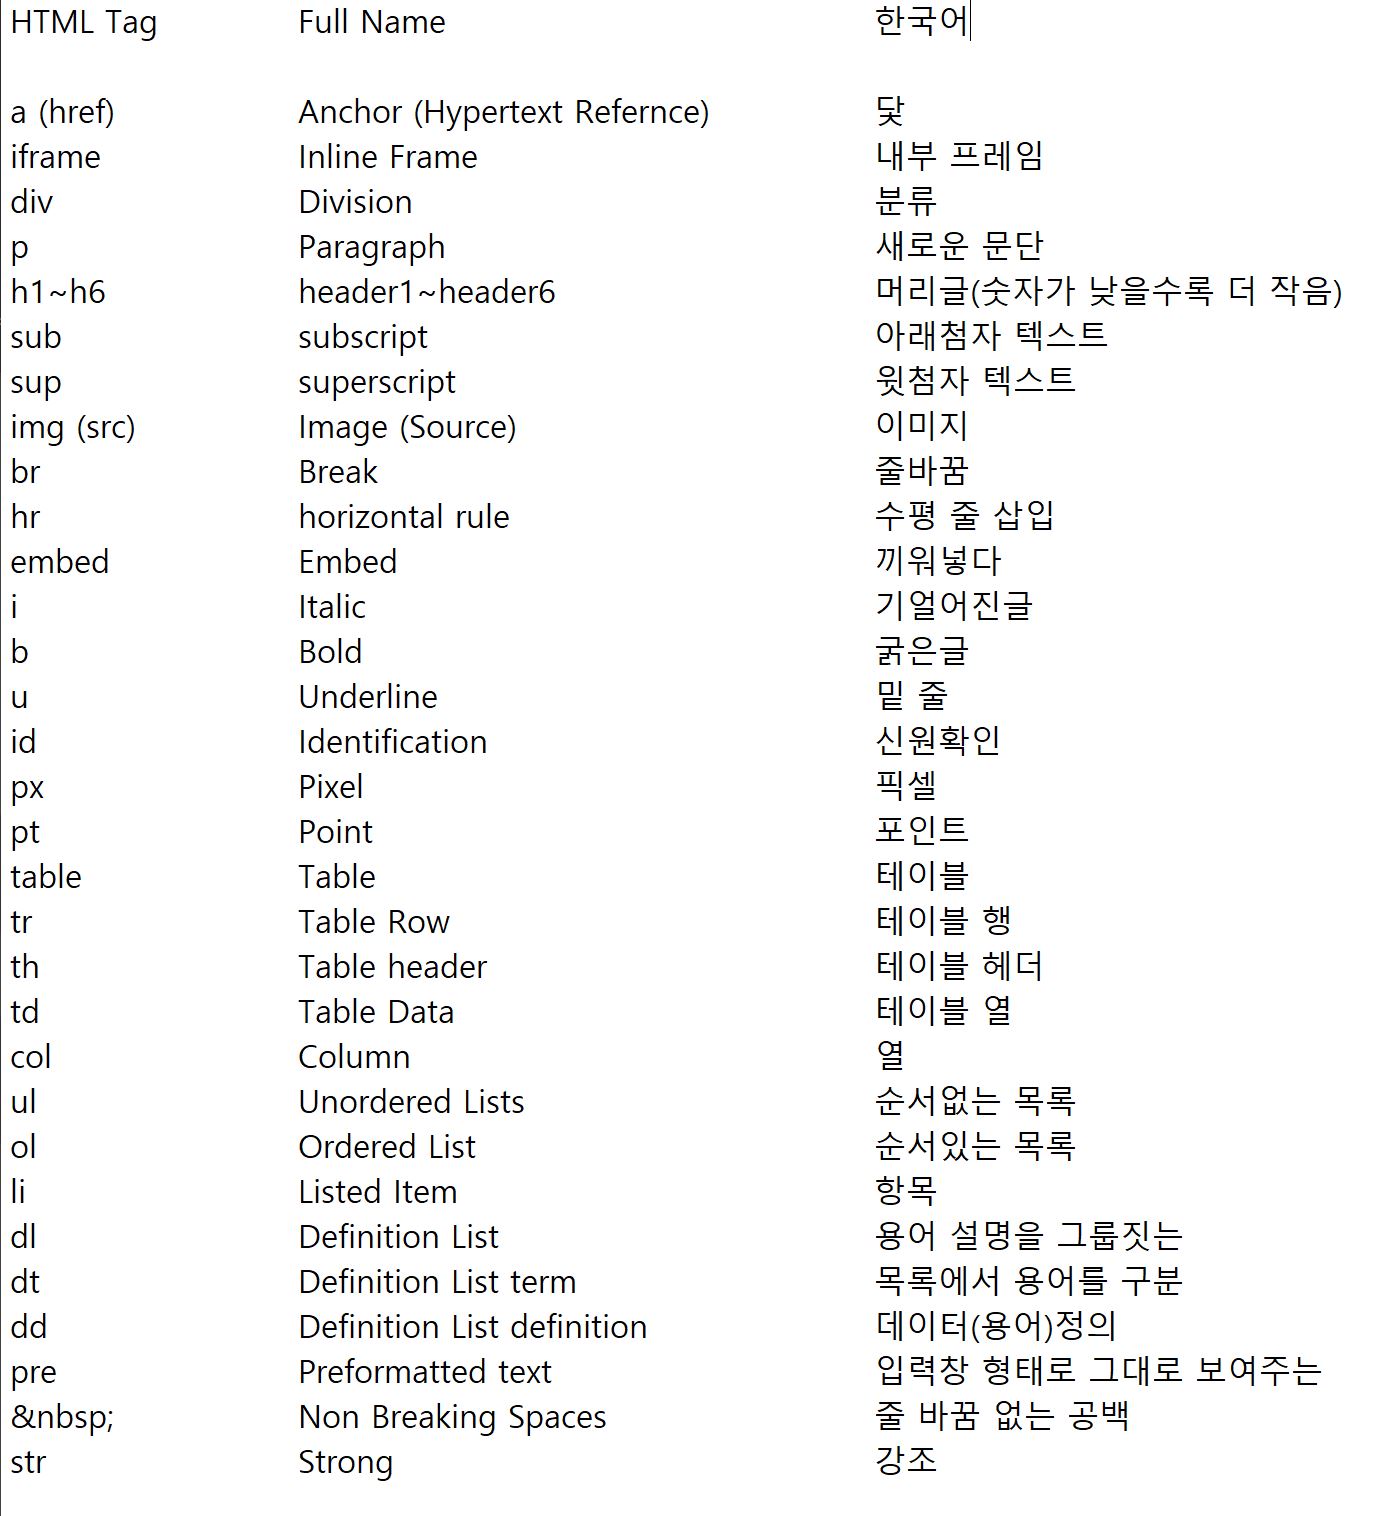 HTML Tag Full Name 한국어
a (href) Anchor (Hypertext Refernce) 닻
iframe Inline Frame 내부 프레임
div Division 분류
p Paragraph 새로운 문단
h1~h6 header1~header6 머리글(숫자가 낮을수록 더 작음)
sub subscript 아래첨자 텍스트
sup superscript 윗첨자 텍스트
img (src) Image (Source) 이미지
br Break 줄바꿈
hr horizontal rule 수평 줄 삽입
embed Embed 끼워넣다
i Italic 기얼어진글
b Bold 굵은글
u Underline 밑 줄
id Identification 신원확인
px Pixel 픽셀
pt Point 포인트
table Table 테이블
tr Table Row 테이블 행
th Table header 테이블 헤더
td Table Data 테이블 열
col Column 열
ul Unordered Lists 순서없는 목록
ol Ordered List 순서있는 목록
li Listed Item 항목
dl Definition List 용어 설명을 그룹짓는
dt Definition List term 목록에서 용어를 구분
dd Definition List definition 데이터(용어)정의
pre Preformatted text 입력창 형태로 그대로 보여주는
&nbsp; Non Breaking Spaces 줄 바꿈 없는 공백
str Strong 강조